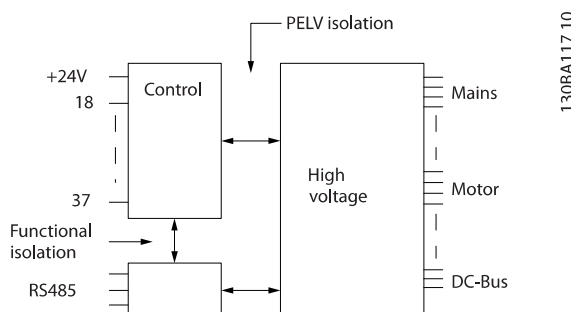 PELV isolation
130BA117.10
+24V
Control
Mains
18
High
voltage
Motor
37
Functional
isolation
RS485
DC-Bus